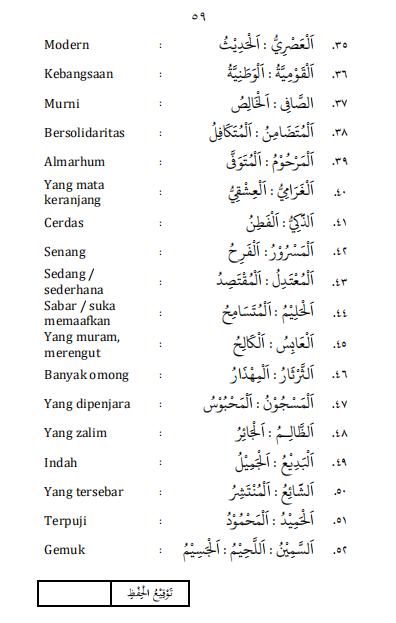 ٥٩
Modern : اَلْعَصْرِيُّ : اَلْحَدِيْثُ .٣٥
Kebangsaan : اَلْقَوْمِيَّةُ : اَلْوَطَنِيَّةُ .٣٦
Murni : الصَّافِى : اَلْخَالِصُ .٣٧
Bersolidaritas : اَلْمُتَضَامِنُ : اَلْمُتَكَافِلُ .٣٨
Almarhum : اَلْمَرْحُوْمُ : اَلْمُتَوَفَّى .٣٩
Yang mata
keranjang : اَلْغَرَامِيُّ : اَلْعِشْقِيُّ .٤٠
Cerdas : اَلذَّكِيُّ : اَلْفَطِنُ .٤١
Senang : اَلْمَسْرُوْرُ : اَلْفَرِحُ .٤٢
Sedang /
sederhana : اَلْمُعْتَدِلُ : اَلْمُقْتَصِدُ .٤٣
Sabar / suka
memaafkan : اَلْحَلِيْمُ : اَلْمُتَسَامِحُ .٤٤
Yang muram,
merengut : اَلْعَابِسُ : اَلْكَالِحُ .٤٥
Banyak omong : اَلثَّرْثَارُ : اَلْمِهْذَارُ .٤٦
Yang dipenjara : اَلْمَسْجُوْنُ : اَلْمَحْبُوْسُ .٤٧
Yang zalim : اَلظَّالِـمُ : اَلْجَائِرُ .٤٨
Indah : اَلْبَدِيْعُ : اَلْجَمِيْلُ .٤٩
Yang tersebar : اَلشَّائِعُ : اَلْمُنْتَشِرُ .٥٠
Terpuji : اَلْحَمِيْدُ : اَلْمَحْمُوْدُ .٥١
Gemuk : اَلسَّمِيْنُ : اَللَّحِيْمُ : اَلْجَسِيْمُ .٥٢
تَوْقِيْعُ الْحِفْظِ